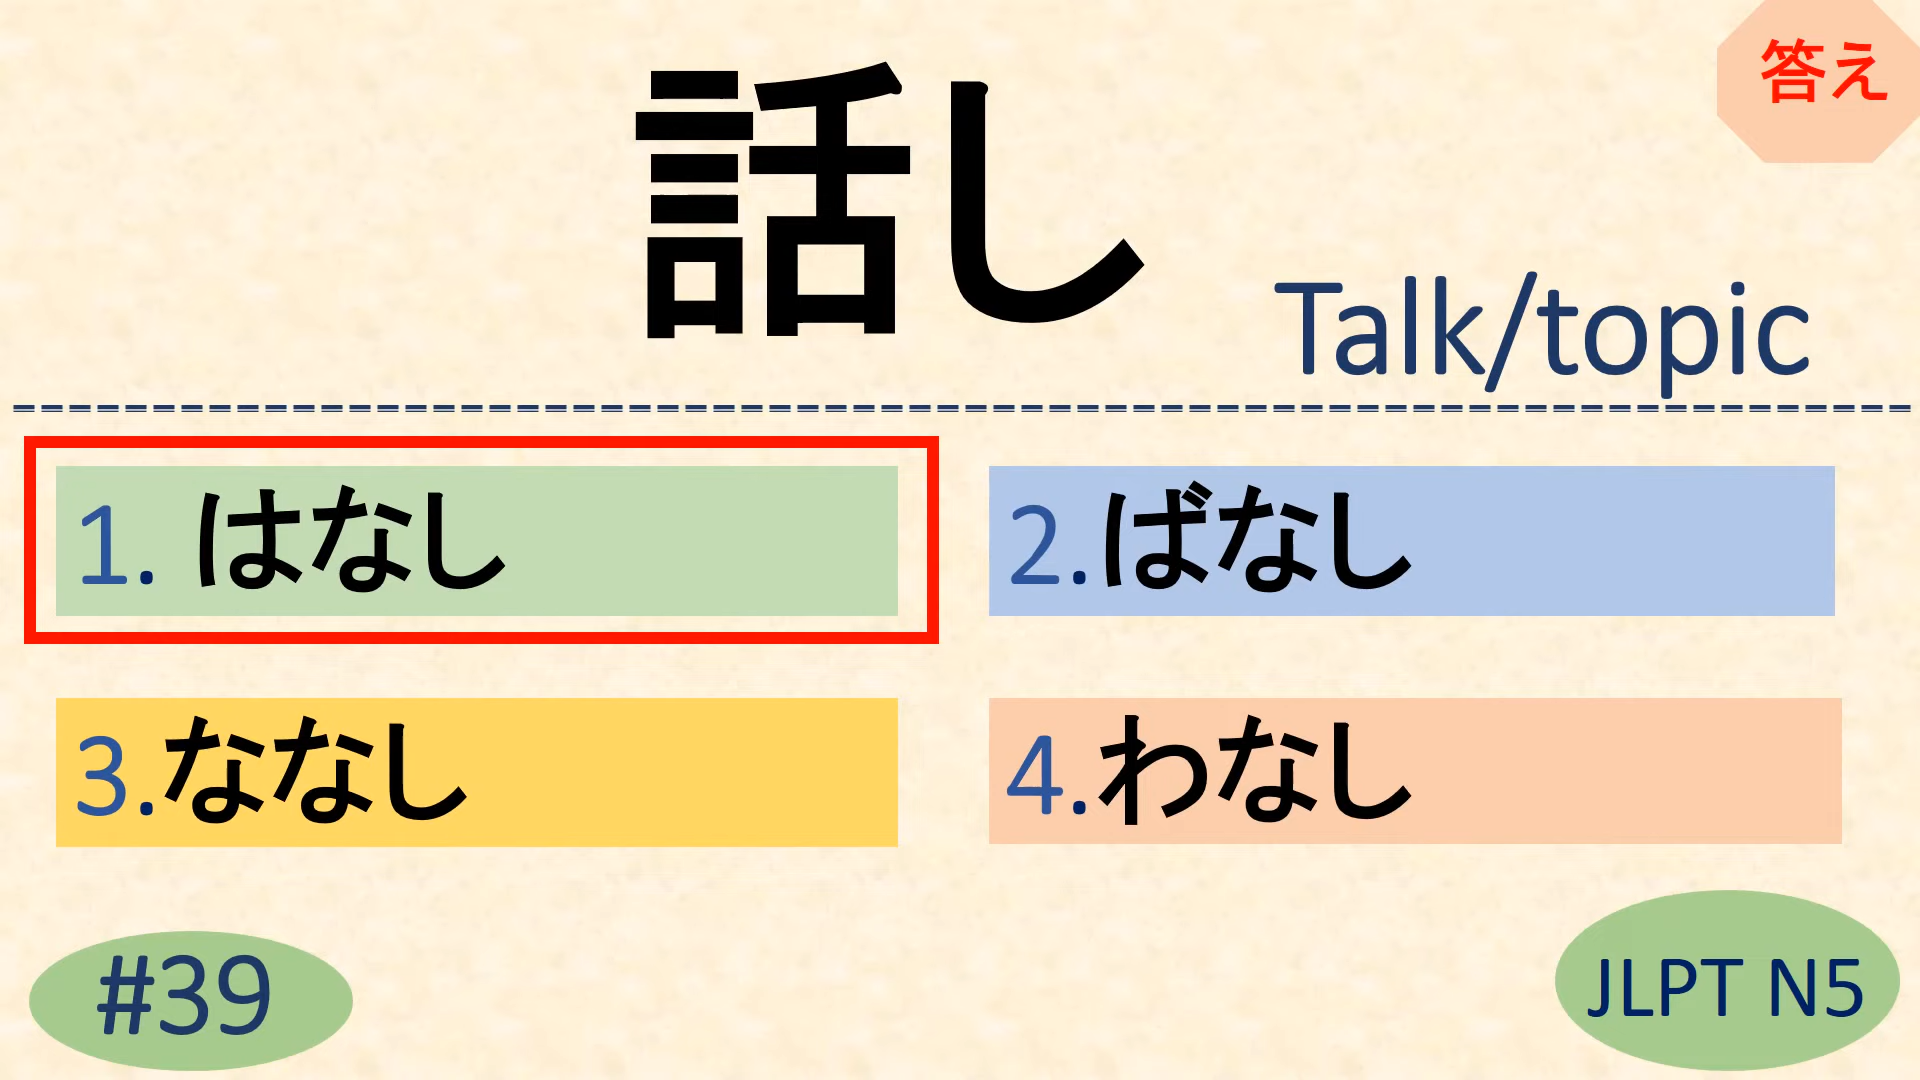 答え
話し
Talk/topic
1. はなし
2.ばなし
3.ななし
4.わなし
#39
JLPT N5